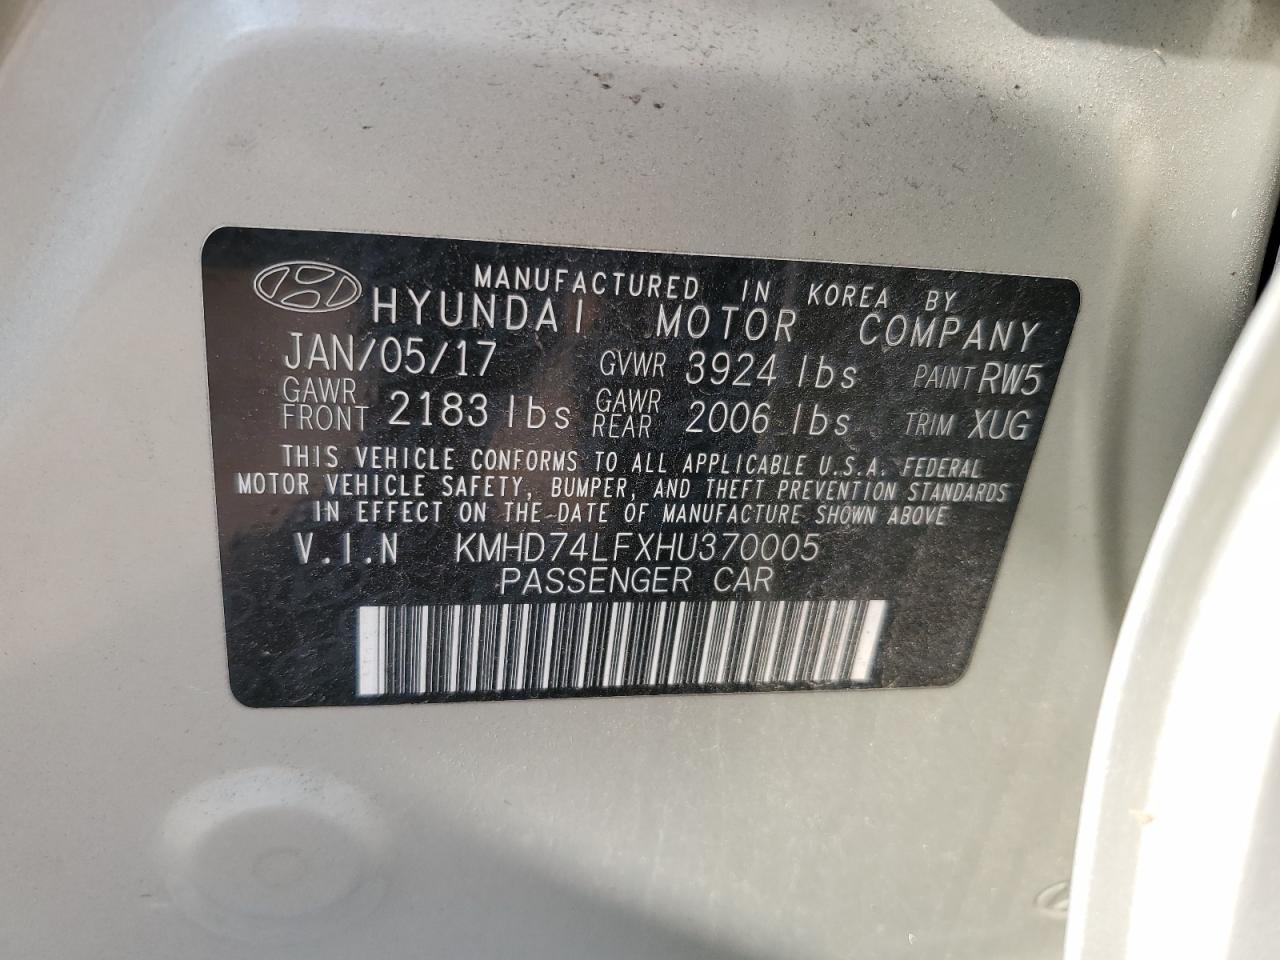 MANUFACTURED IN KOREA BY
HYUNDAI MOTOR COMPANY
JAN/05/17 GVWR 3924 lbs PAINT RW5
GAWR FRONT 2183 lbs GAWR REAR 2006 lbs TRIM XUG
THIS VEHICLE CONFORMS TO ALL APPLICABLE U.S.A. FEDERAL
MOTOR VEHICLE SAFETY, BUMPER, AND THEFT PREVENTION STANDARDS
IN EFFECT ON THE DATE OF MANUFACTURE SHOWN ABOVE
V.I.N KMHD74LFXHU370005
PASSENGER CAR